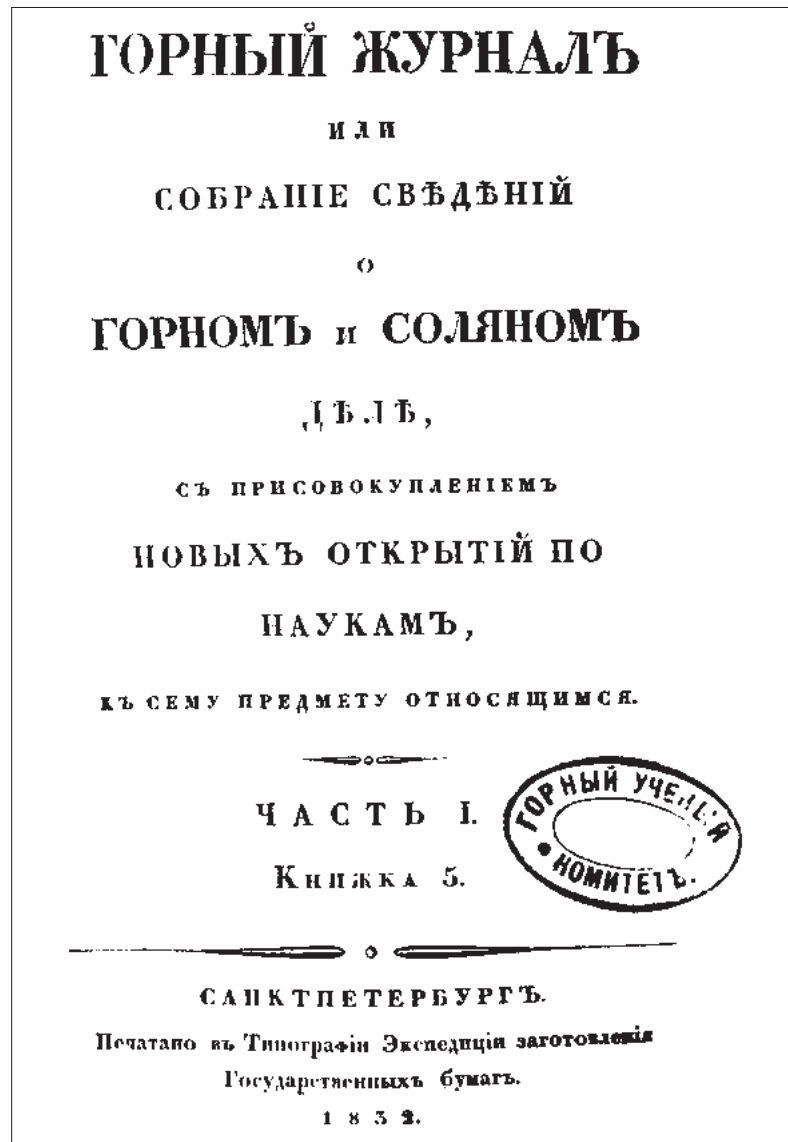 ГОРНЫЙ ЖУРНАЛЪ
ИЛИ
СОБРАНІЕ СВѢДѢНІЙ
О
ГОРНОМЪ и СОЛЯНОМЪ
ДѢЛѢ,
СЪ ПРИСОВОКУПЛЕНІЕМЪ
НОВЫХЪ ОТКРЫТІЙ ПО
НАУКАМЪ,
КЪ СЕМУ ПРЕДМЕТУ ОТНОСЯЩИМСЯ.
ЧАСТЬ I.
Книжка 5.
ГОРНЫЙ УЧЕНЫЙ
КОМИТЕТЪ.
САНКТПЕТЕРБУРГЪ.
Печатано въ Типографіи Экспедиціи заготовленія
Государственныхъ бумагъ.
1832.